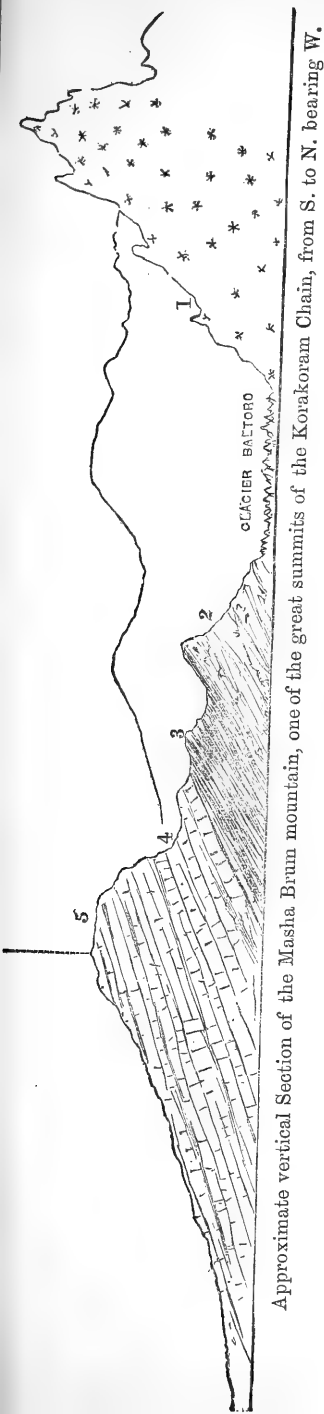 5
4
3
2
GLACIER BALTORO
1
Approximate vertical Section of the Masha Brum mountain, one of the great summits of the Korakoram Chain, from S. to N. bearing W.